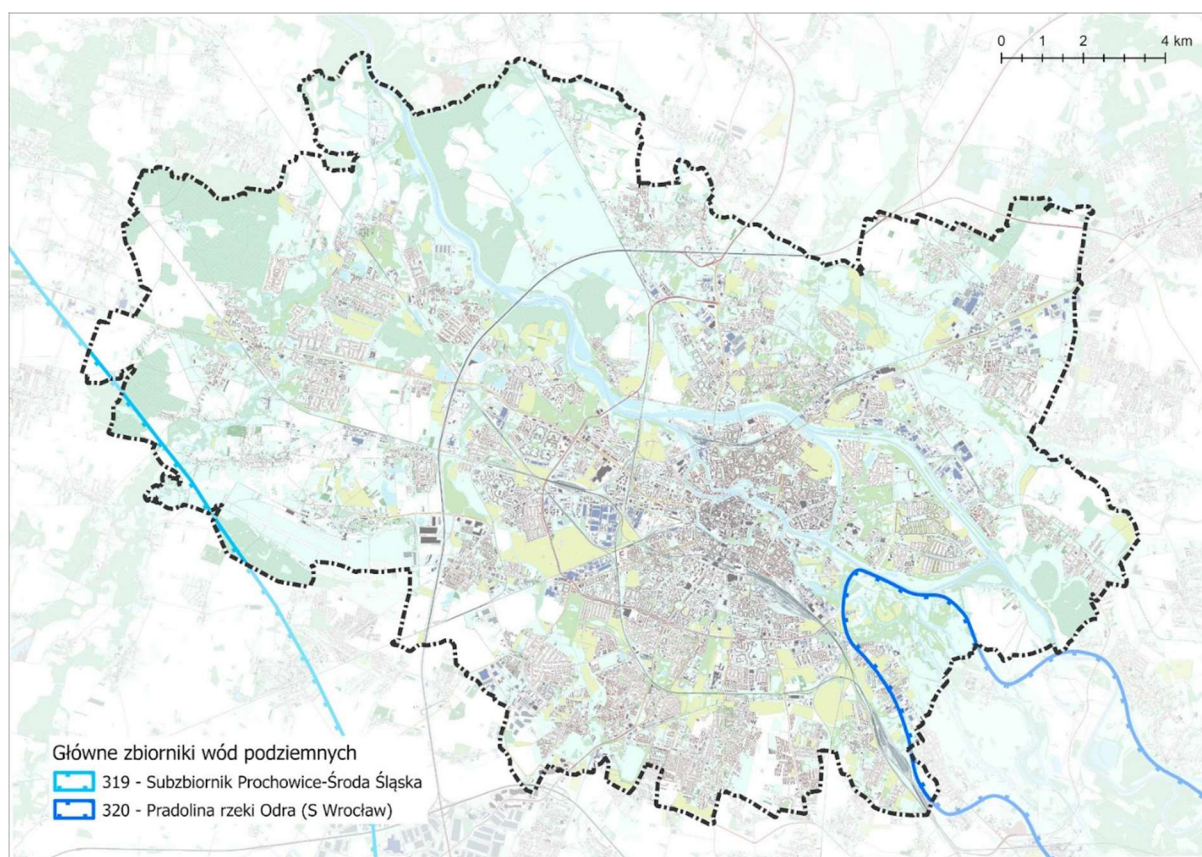 0 1 2 4 km
Główne zbiorniki wód podziemnych
319 - Subzbiornik Prochowice-Środa Śląska
320 - Pradolina rzeki Odra (S Wrocław)